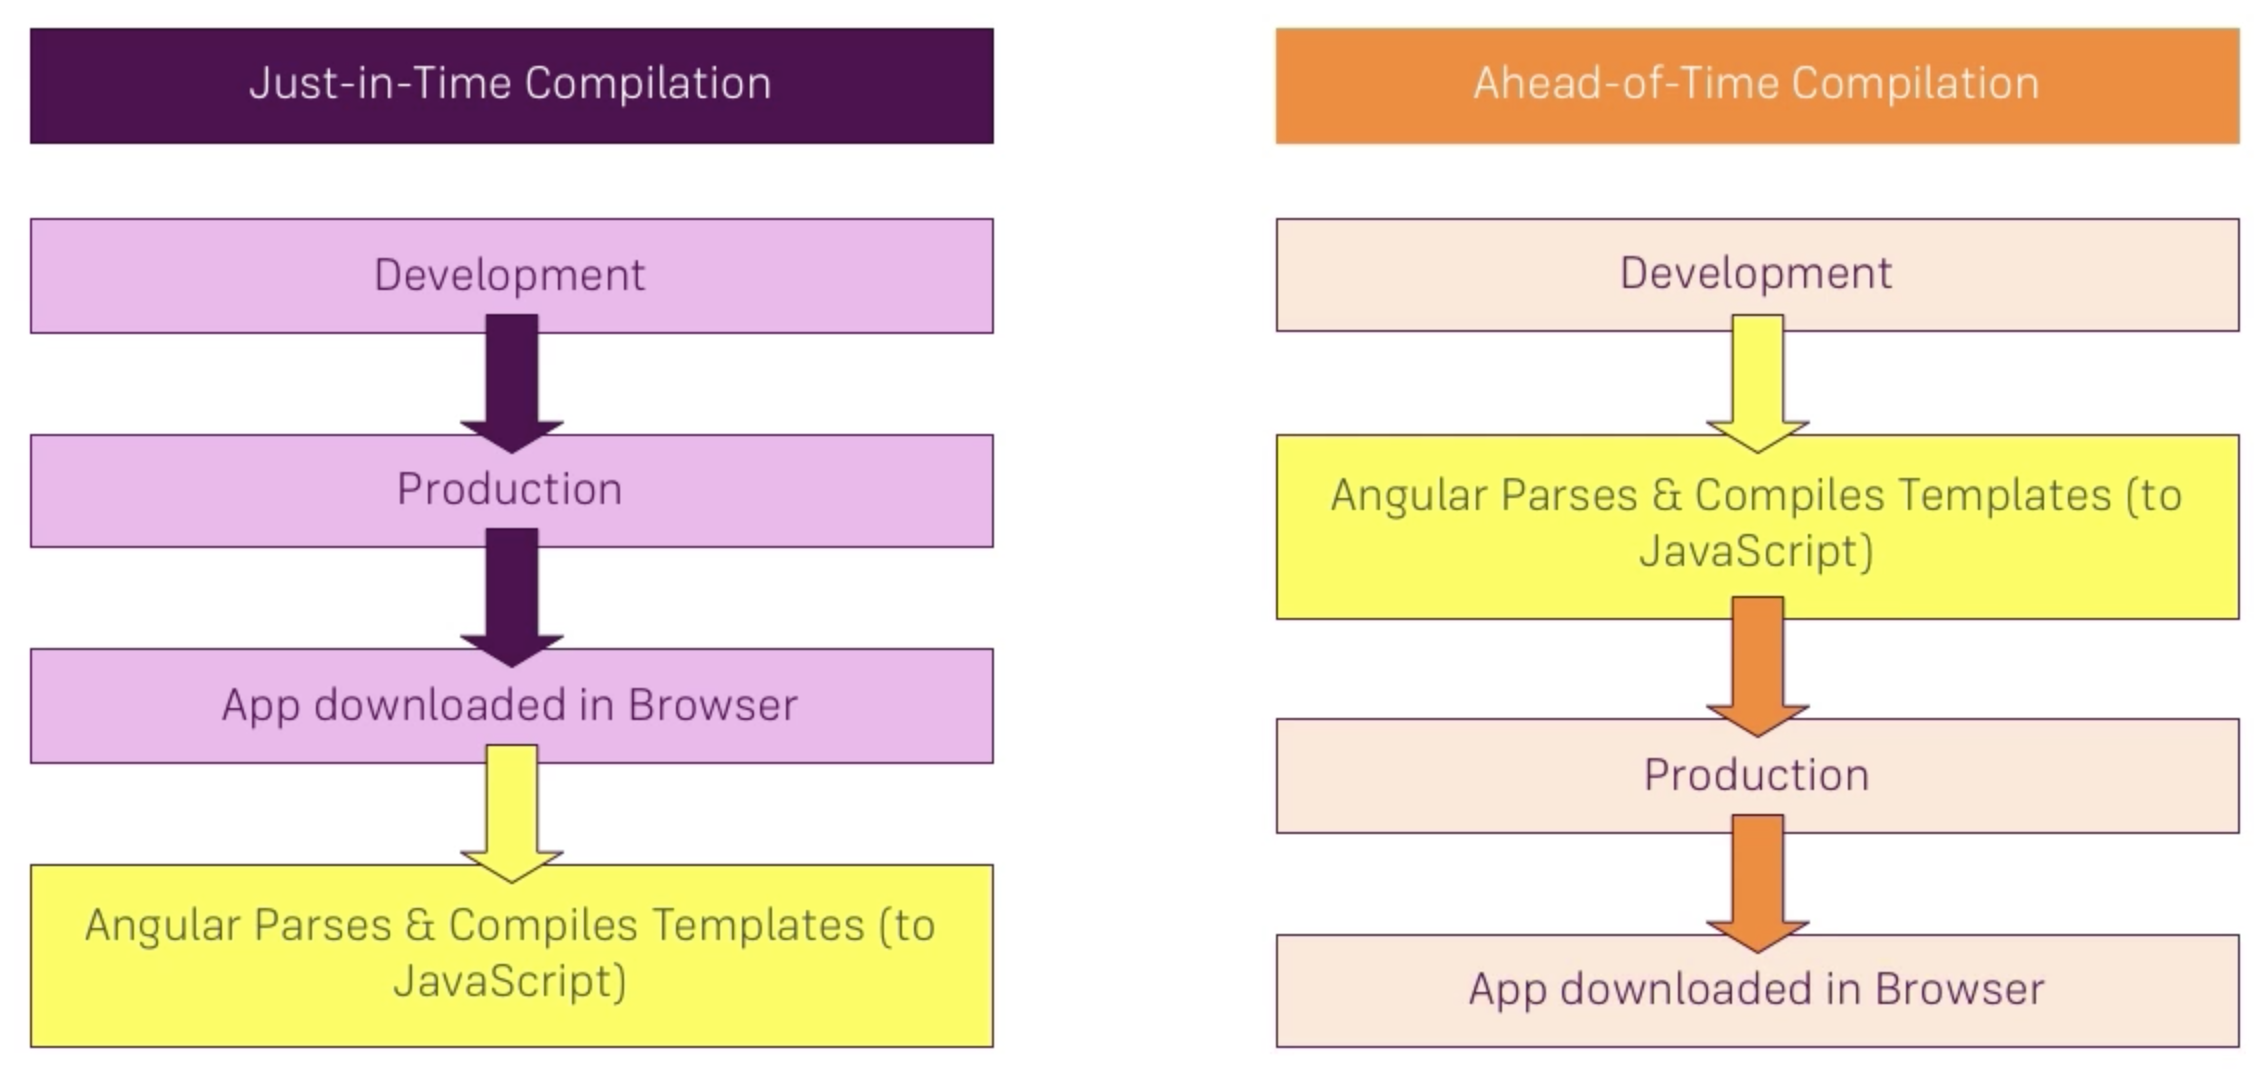 Just-in-Time Compilation
Development
Production
App downloaded in Browser
Angular Parses & Compiles Templates (to
JavaScript)
Ahead-of-Time Compilation
Development
Angular Parses & Compiles Templates (to
JavaScript)
Production
App downloaded in Browser